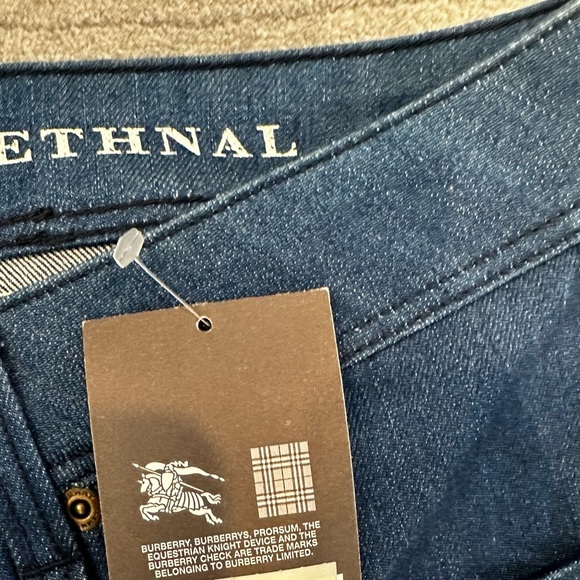 ETHNAL
BURBERRY, BURBERRYS, PRORSUM, THE
EQUESTRIAN KNIGHT DEVICE AND THE
BURBERRY CHECK ARE TRADE MARKS
BELONGING TO BURBERRY LIMITED.